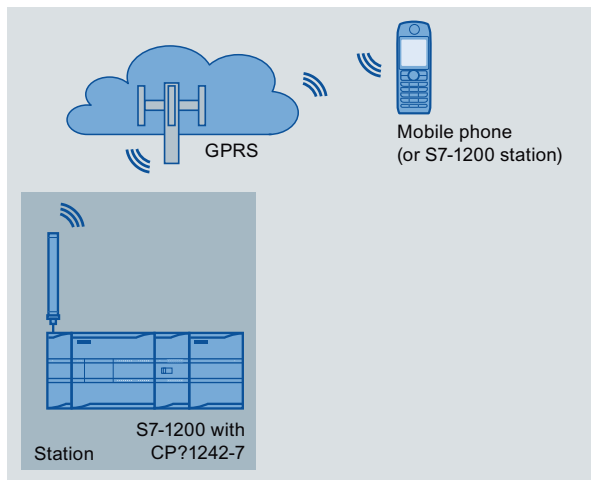 GPRS
Mobile phone
(or S7-1200 station)
S7-1200 with
CP?1242-7
Station